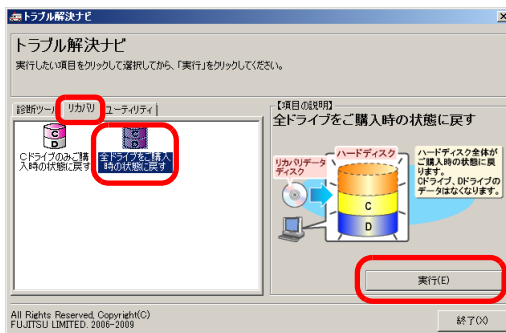 トラブル解決ナビ
トラブル解決ナビ
実行したい項目をクリックして選択してから、「実行」をクリックしてください。
診断ツール
リカバリ
ユーティリティ
Cドライブのみご購
入時の状態に戻す
全ドライブをご購入
時の状態に戻す
【項目の説明】
全ドライブをご購入時の状態に戻す
リカバリデータ
ディスク
ハードディスク
C
D
ハードディスク全体が
ご購入時の状態に戻
ります。
Cドライブ、Dドライブの
データはなくなります。
実行(E)
All Rights Reserved, Copyright(C)
FUJITSU LIMITED. 2006-2009
終了(X)